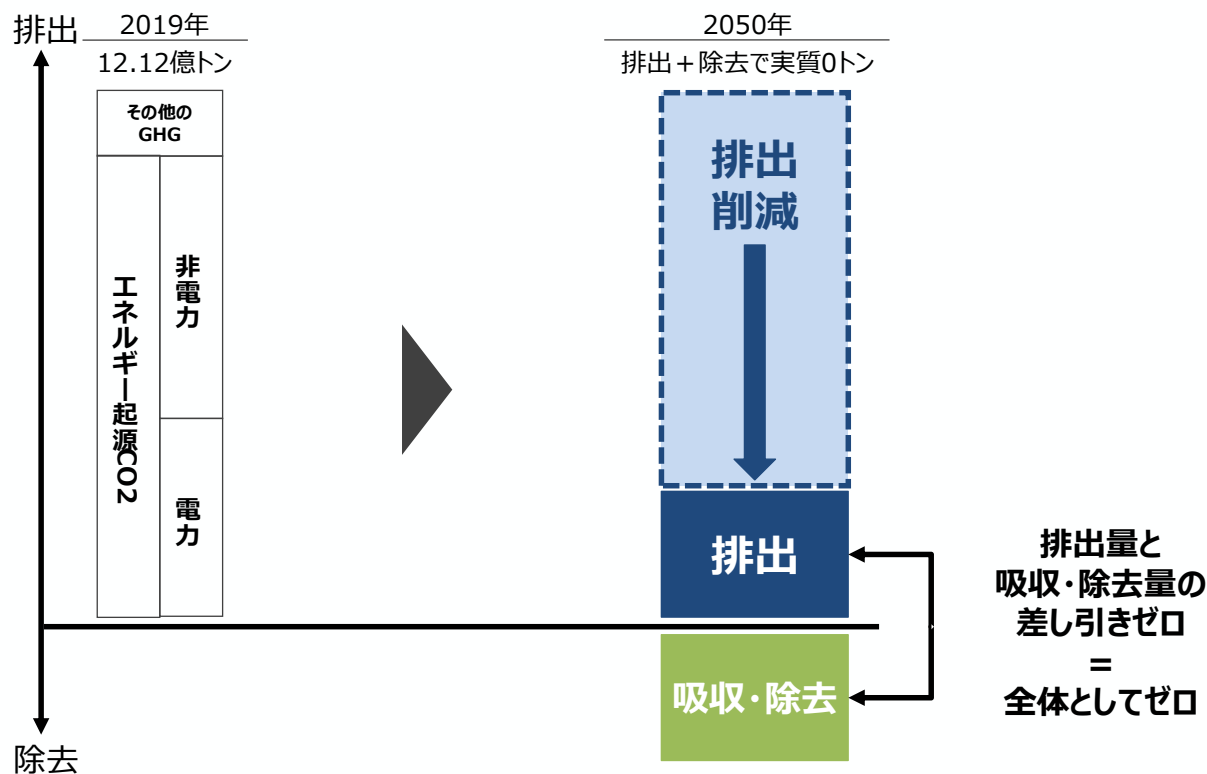 排出
2019年
12.12億トン
その他の
GHG
エネルギー起源CO2
非電力
電力
2050年
排出＋除去で実質0トン
排出
削減
排出
吸収・除去
排出量と
吸収・除去量の
差し引きゼロ
=
全体としてゼロ
除去